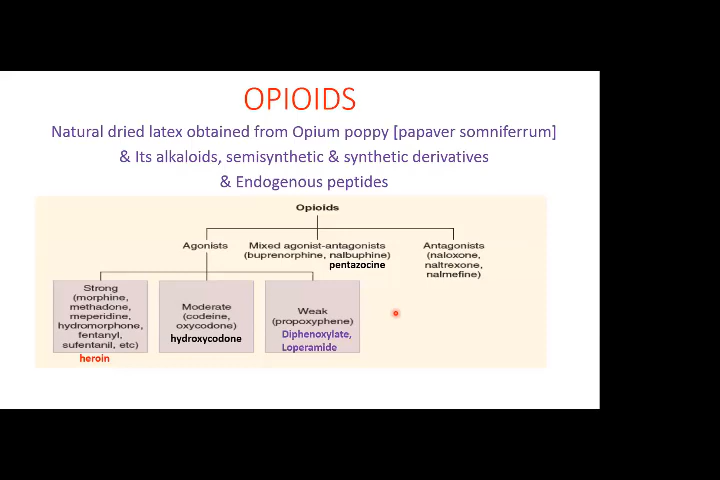 OPIOIDS
Natural dried latex obtained from Opium poppy [papaver somniferrum]
& Its alkaloids, semisynthetic & synthetic derivatives
& Endogenous peptides
Opioids
Agonists
Mixed agonist-antagonists
(buprenorphine, nalbuphine)
pentazocine
Antagonists
(naloxone,
naltrexone,
nalmefine)
Strong
(morphine,
methadone,
meperidine,
hydromorphone,
fentanyl,
sufentanil, etc)
heroin
Moderate
(codeine,
oxycodone)
hydroxycodone
Weak
(propoxyphene)
Diphenoxylate,
Loperamide